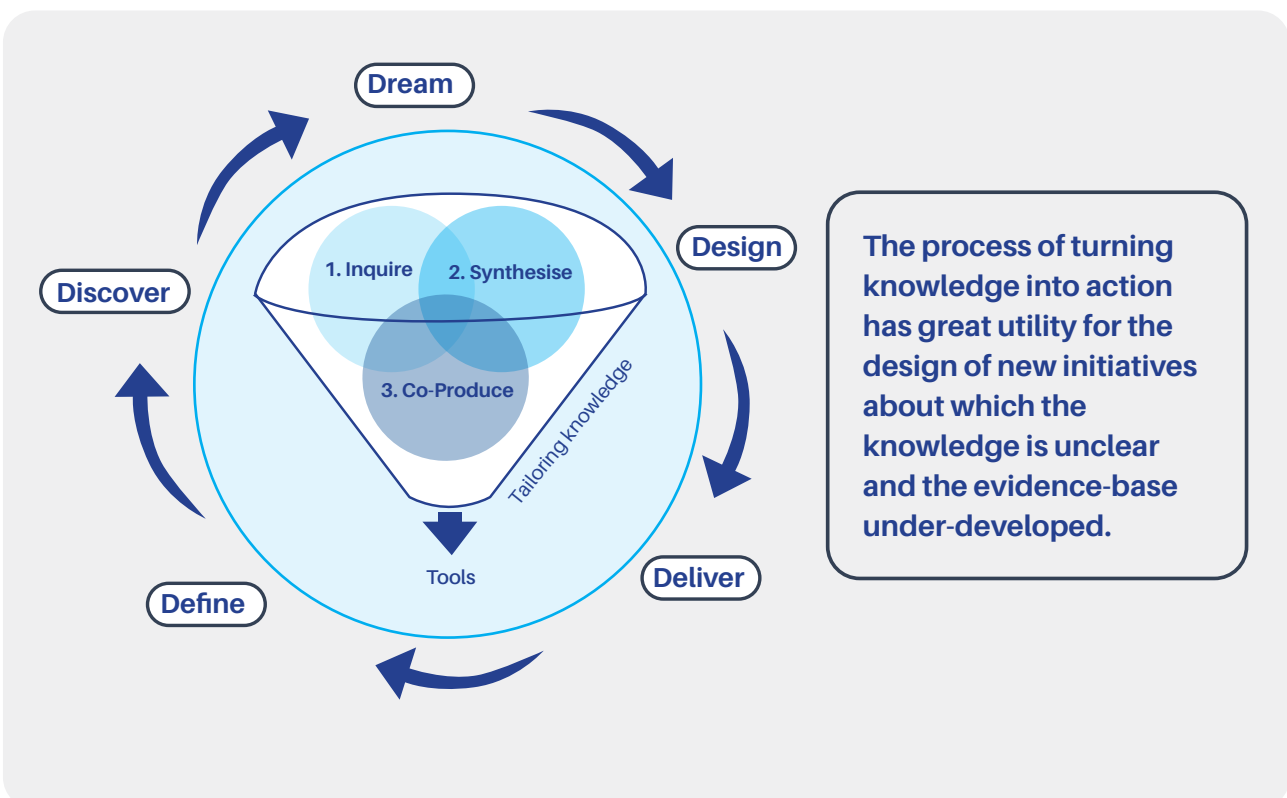 Dream
Design
Discover
1. Inquire
2. Synthesise
3. Co-Produce
Tailoring knowledge
Tools
Deliver
Define
The process of turning
knowledge into action
has great utility for the
design of new initiatives
about which the
knowledge is unclear
and the evidence-base
under-developed.